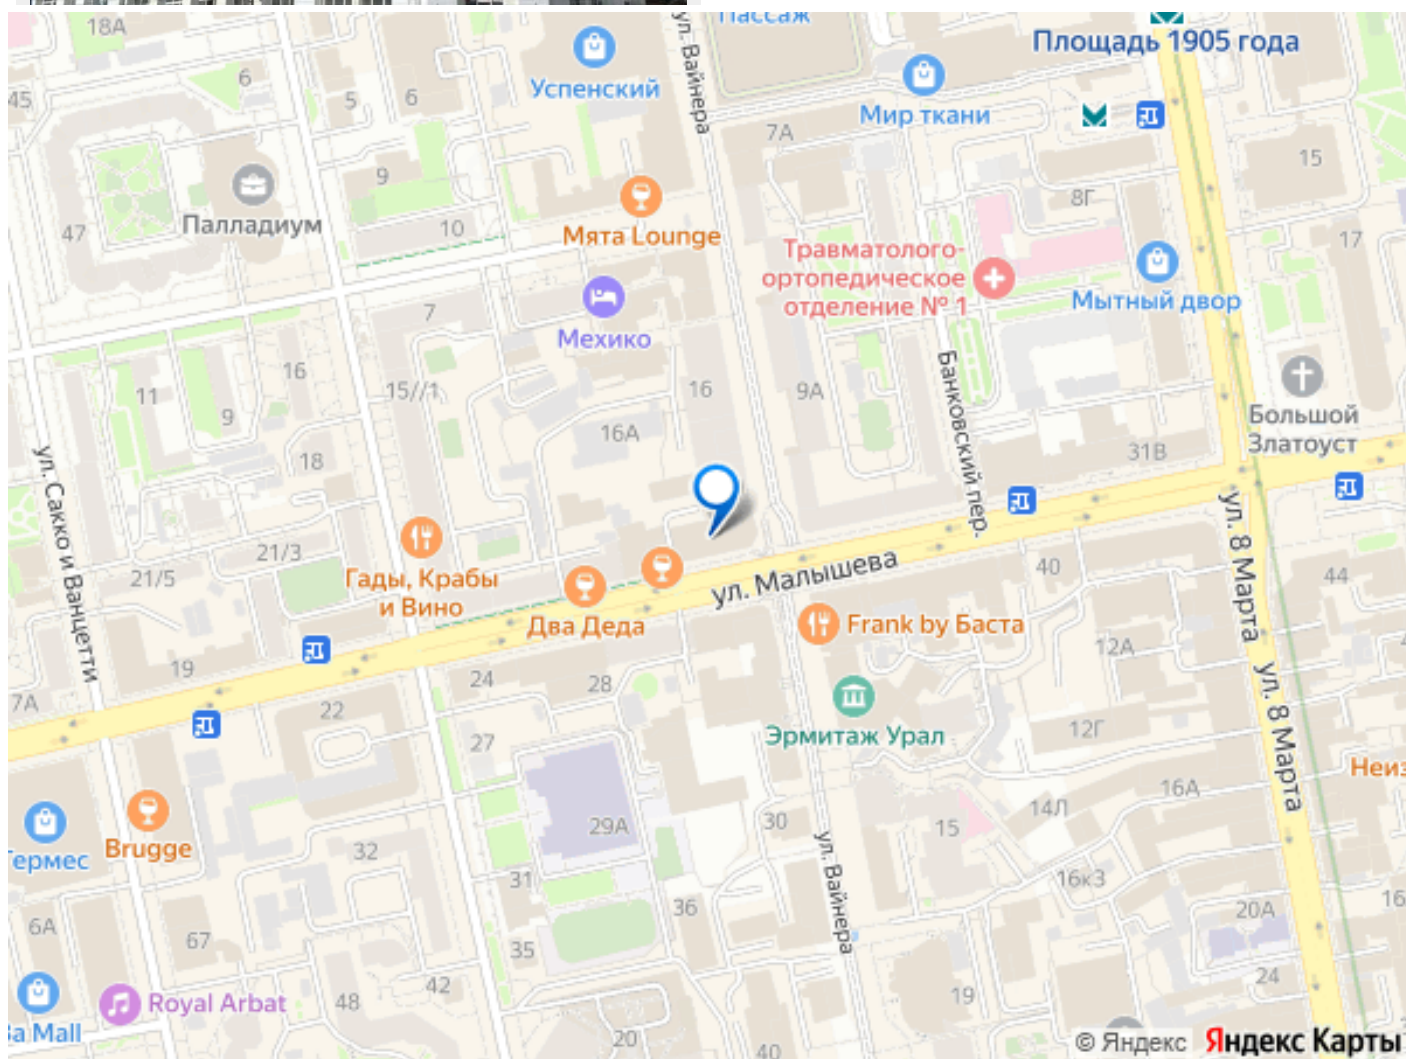 18А
ул. Вайнера
Пассаж
Площадь 1905 года
45
6
5
6
Успенский
Мир ткани
7А
15
9
47
Палладиум
10
Мята Lounge
8Г
17
Травматолого-
ортопедическое
отделение № 1
Мытный двор
7
Мехико
16
11
9
15//1
16
9А
16А
Банковский пер.
Большой
Златоуст
18
31В
ул. Сакко и Ванцетти
21/3
21/5
Гады, Крабы
и Вино
ул. Малышева
40
ул. 8 Марта
44
Два Деда
Frank by Баста
12А
19
7А
24
28
22
27
Эрмитаж Урал
12Г
ул. 8 Марта
Неиз
16А
14Л
Гермес
Brugge
29А
30
15
32
ул. Вайнера
31
16к3
36
20А
16
6А
67
35
24
42
48
Royal Arbat
19
За Mall
20
40
© Яндекс Яндекс Карты